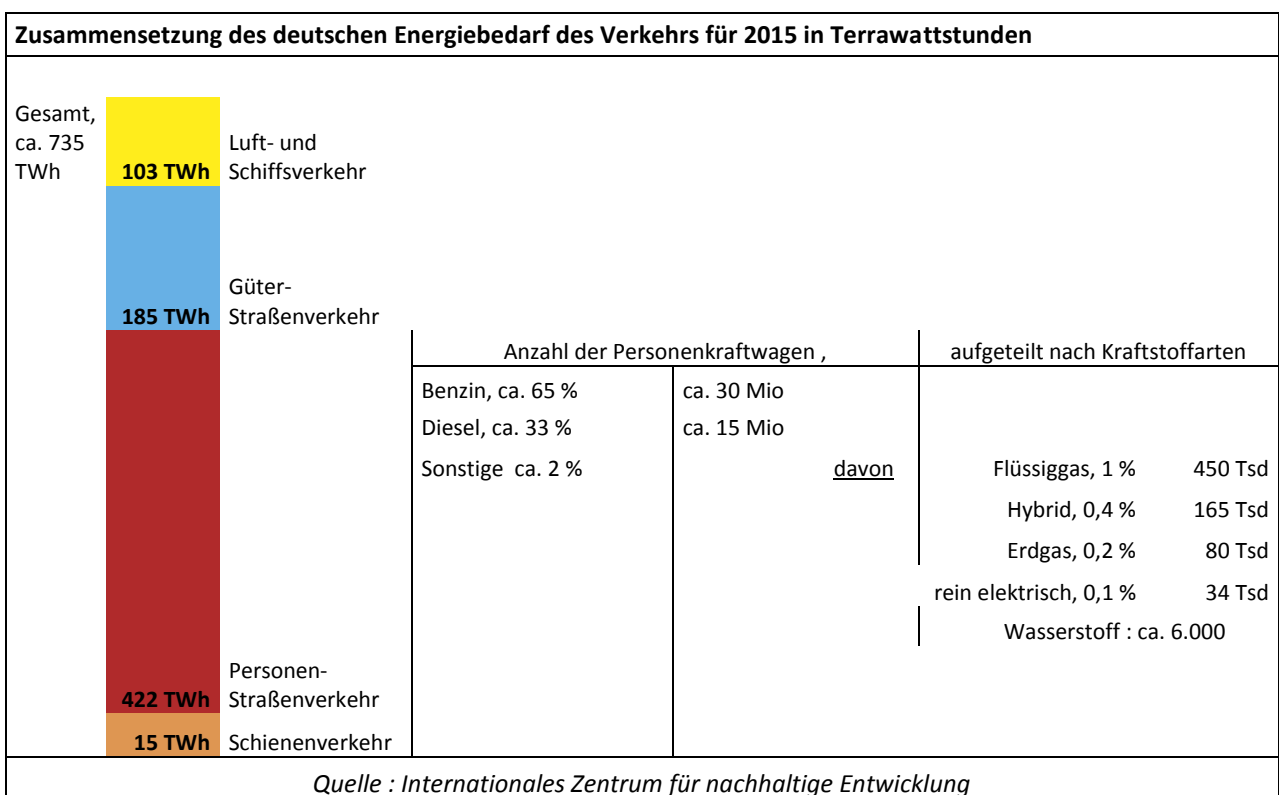 Zusammensetzung des deutschen Energiebedarf des Verkehrs für 2015 in Terrawattstunden
Gesamt,
ca. 735
TWh
103 TWh
Luft- und
Schiffsverkehr
185 TWh
Güter-
Straßenverkehr
Anzahl der Personenkraftwagen , aufgeteilt nach Kraftstoffarten
Benzin, ca. 65 % ca. 30 Mio
Diesel, ca. 33 % ca. 15 Mio
Sonstige ca. 2 % davon Flüssiggas, 1 % 450 Tsd
Hybrid, 0,4 % 165 Tsd
Erdgas, 0,2 % 80 Tsd
rein elektrisch, 0,1 % 34 Tsd
Wasserstoff : ca. 6.000
422 TWh
Personen-
Straßenverkehr
15 TWh Schienenverkehr
Quelle : Internationales Zentrum für nachhaltige Entwicklung